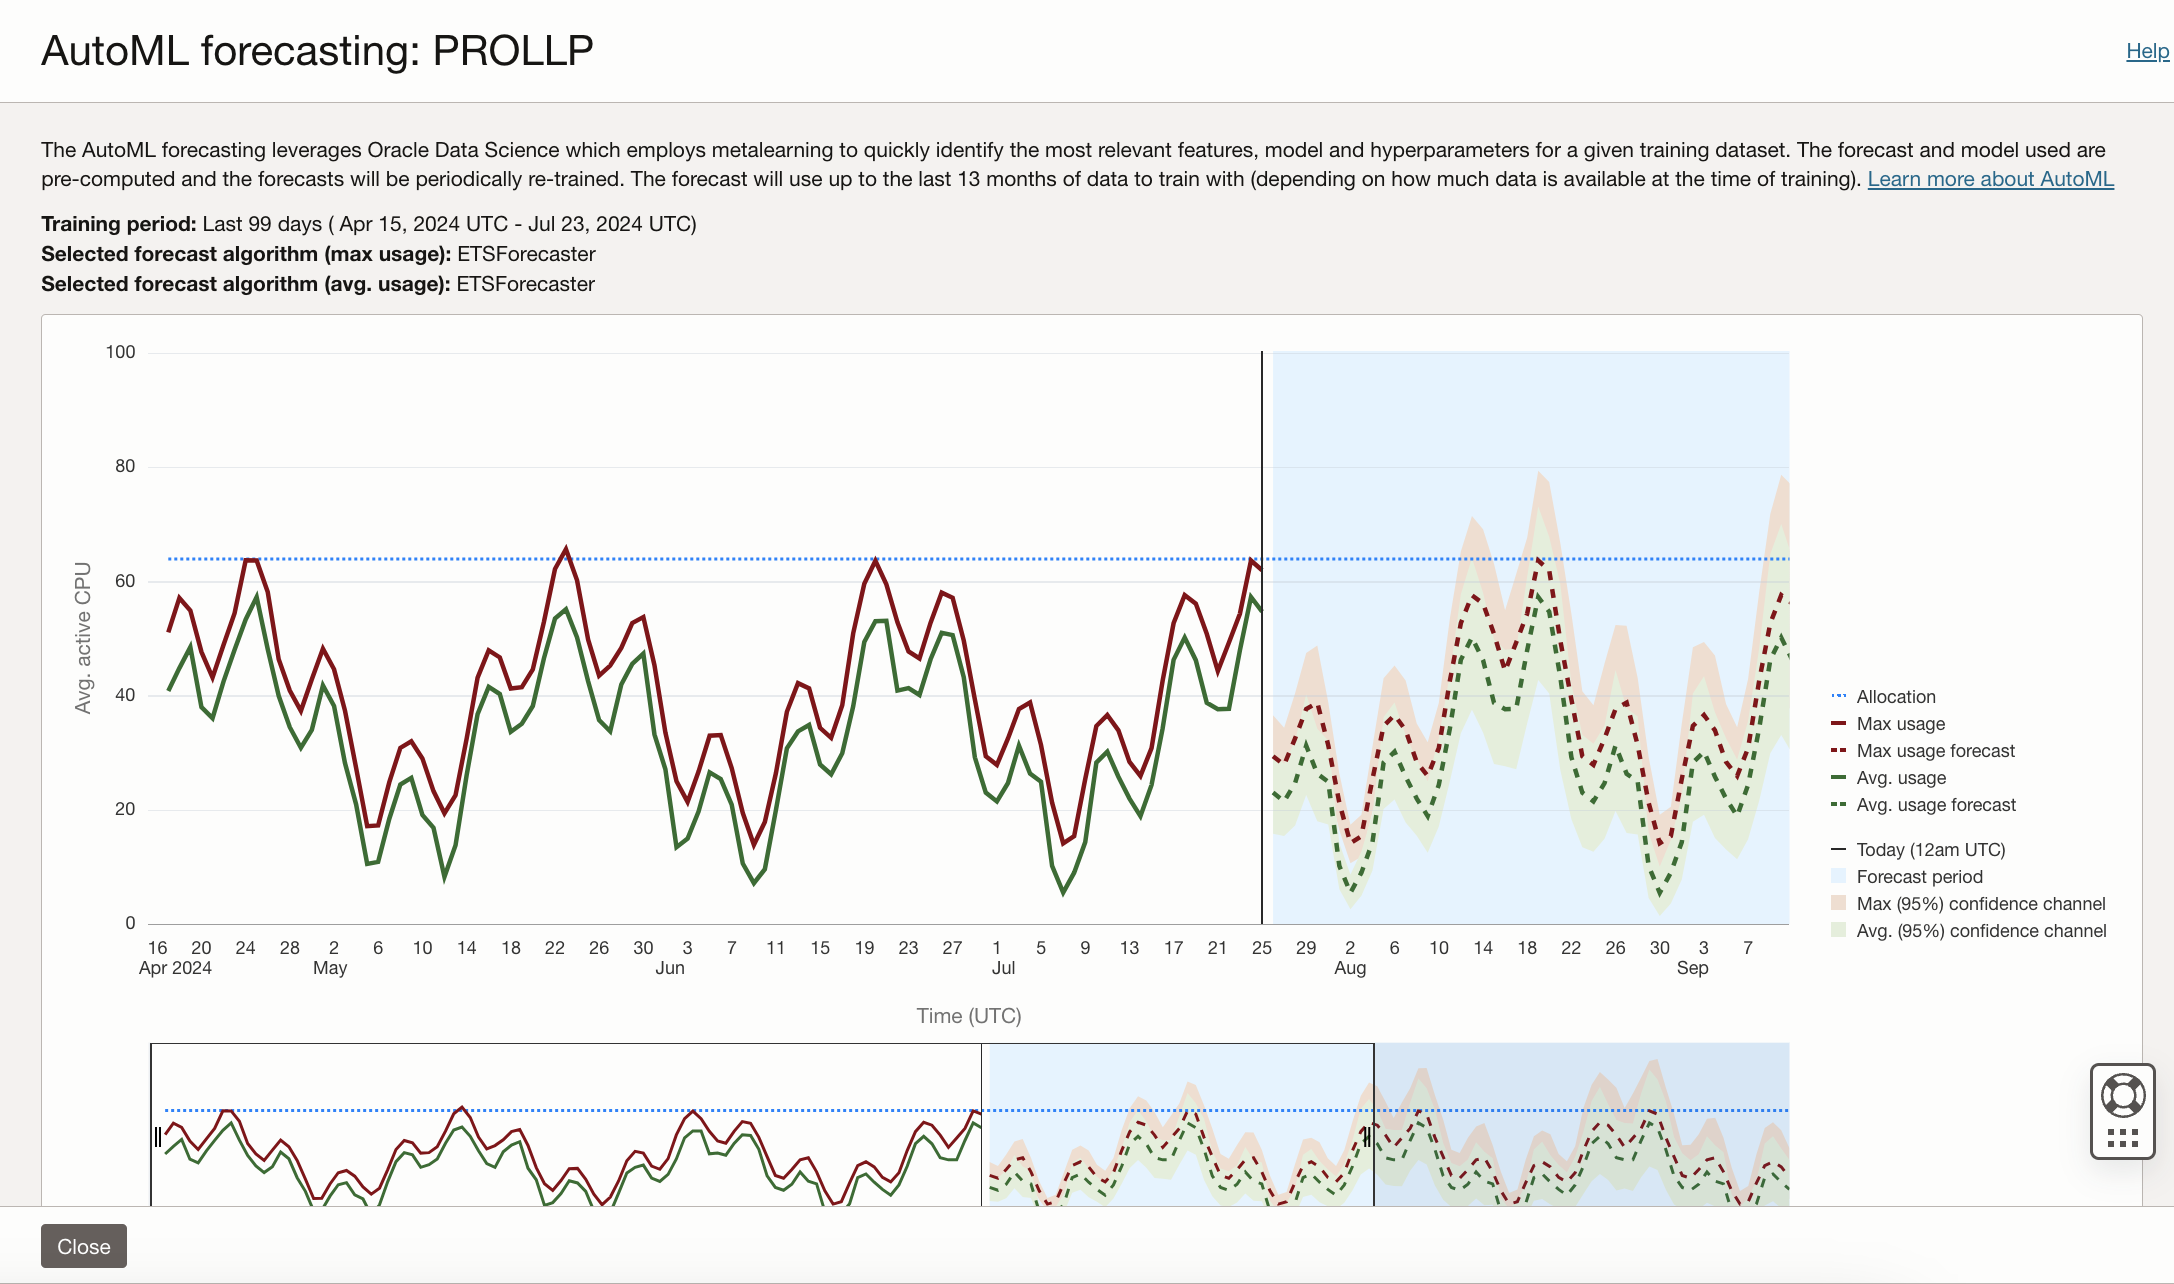 AutoML forecasting: PROLLP
Help
The AutoML forecasting leverages Oracle Data Science which employs metalearning to quickly identify the most relevant features, model and hyperparameters for a given training dataset. The forecast and model used are
pre-computed and the forecasts will be periodically re-trained. The forecast will use up to the last 13 months of data to train with (depending on how much data is available at the time of training). Learn more about AutoML
Training period: Last 99 days ( Apr 15, 2024 UTC - Jul 23, 2024 UTC)
Selected forecast algorithm (max usage): ETSForecaster
Selected forecast algorithm (avg. usage): ETSForecaster
100
80
60
40
20
0
Avg. active CPU
16 20 24 28 2 6 10 14 18 22 26 30 3 7 11 15 19 23 27 1 5 9 13 17 21 25 29 2 6 10 14 18 22 26 30 3 7
Apr 2024 May Jun Jul Aug Sep
Time (UTC)
Allocation
Max usage
Max usage forecast
Avg. usage
Avg. usage forecast
Today (12am UTC)
Forecast period
Max (95%) confidence channel
Avg. (95%) confidence channel
Close